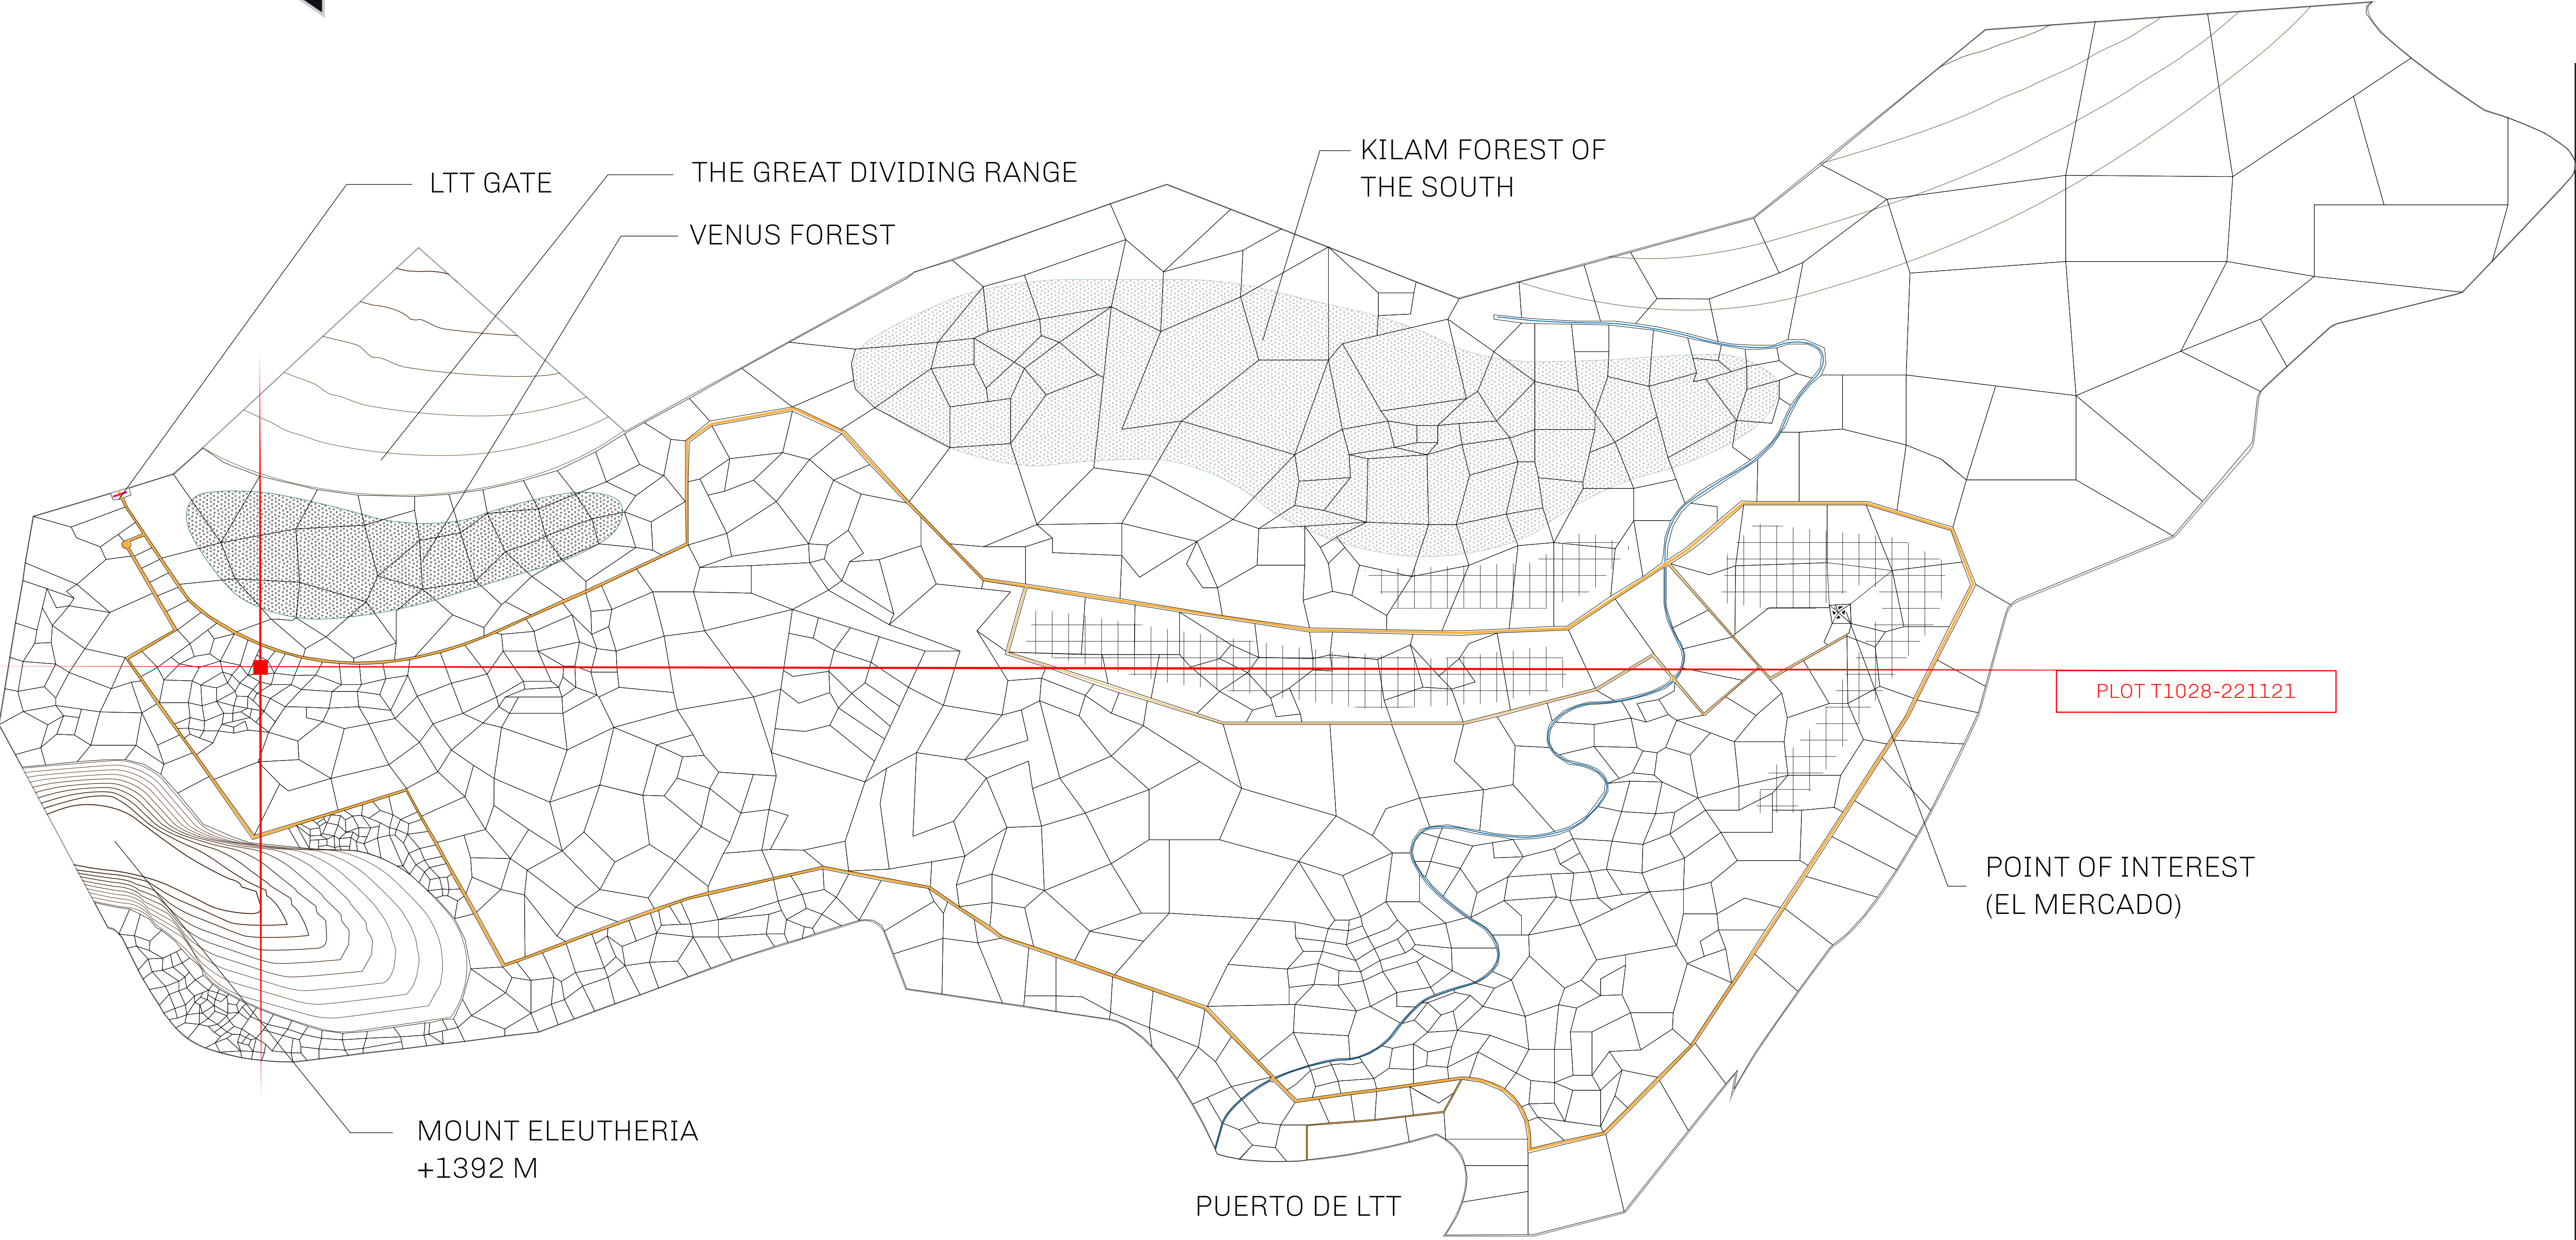 KILAM FOREST OF
THE SOUTH
LTT GATE
THE GREAT DIVIDING RANGE
VENUS FOREST
PLOT T1028-221121
POINT OF INTEREST
(EL MERCADO)
MOUNT ELEUTHERIA
+1392 M
PUERTO DE LTT